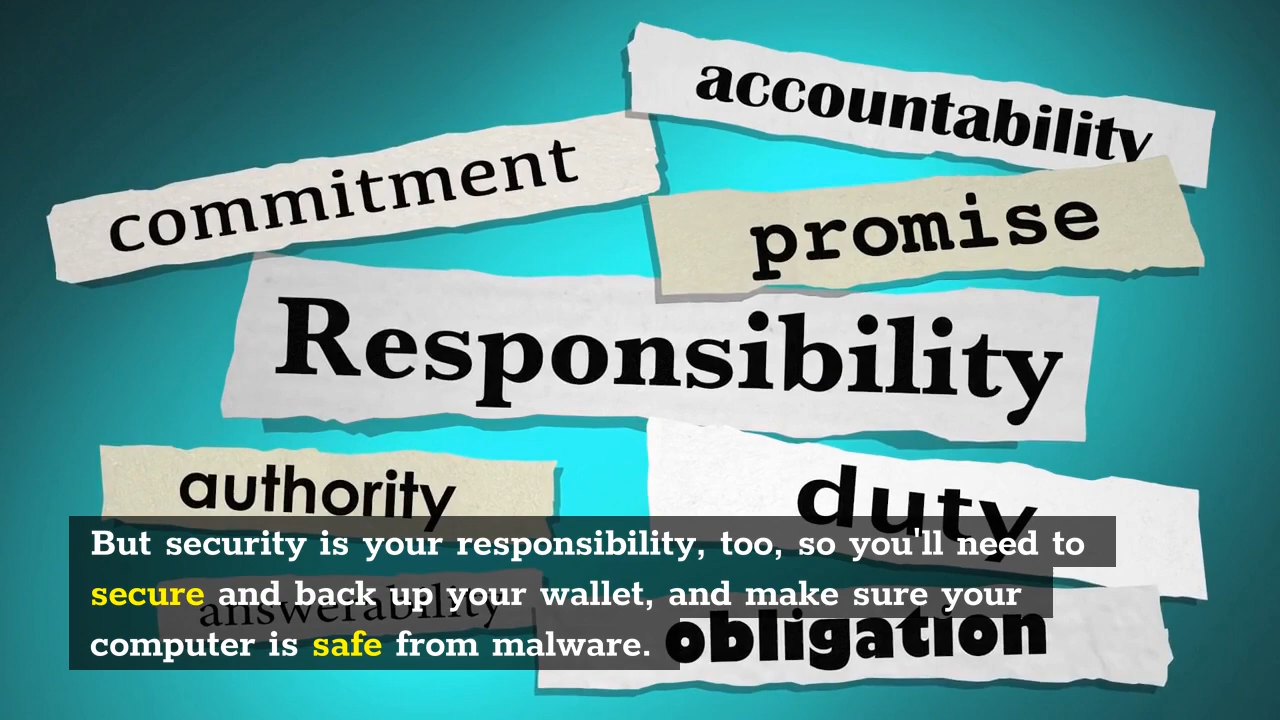 accountability
commitment
promise
Responsibility
authority
duty
answerability
obligation
But security is your responsibility, too, so you'll need to
secure and back up your wallet, and make sure your
computer is safe from malware.